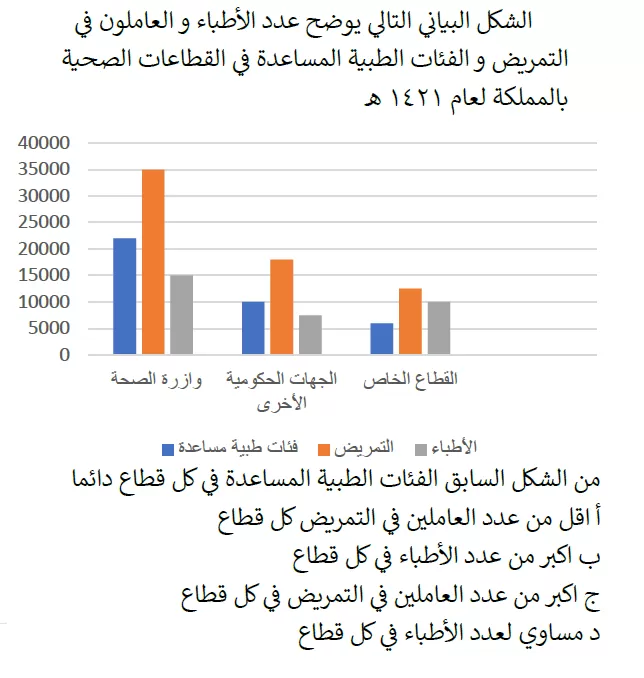 الشكل البياني التالي يوضح عدد الأطباء و العاملون في
التمريض و الفئات الطبية المساعدة في القطاعات الصحية
بالمملكة لعام ١٤٢١ هـ
40000
35000
30000
25000
20000
15000
10000
5000
0
وازرة الصحة
الجهات الحكومية
الأخرى
القطاع الخاص
فئات طبية مساعدة
التمريض
الأطباء
من الشكل السابق الفئات الطبية المساعدة في كل قطاع دائما
أ اقل من عدد العاملين في التمريض كل قطاع
ب اكبر من عدد الأطباء في كل قطاع
ج اكبر من عدد العاملين في التمريض في كل قطاع
د مساوي لعدد الأطباء في كل قطاع